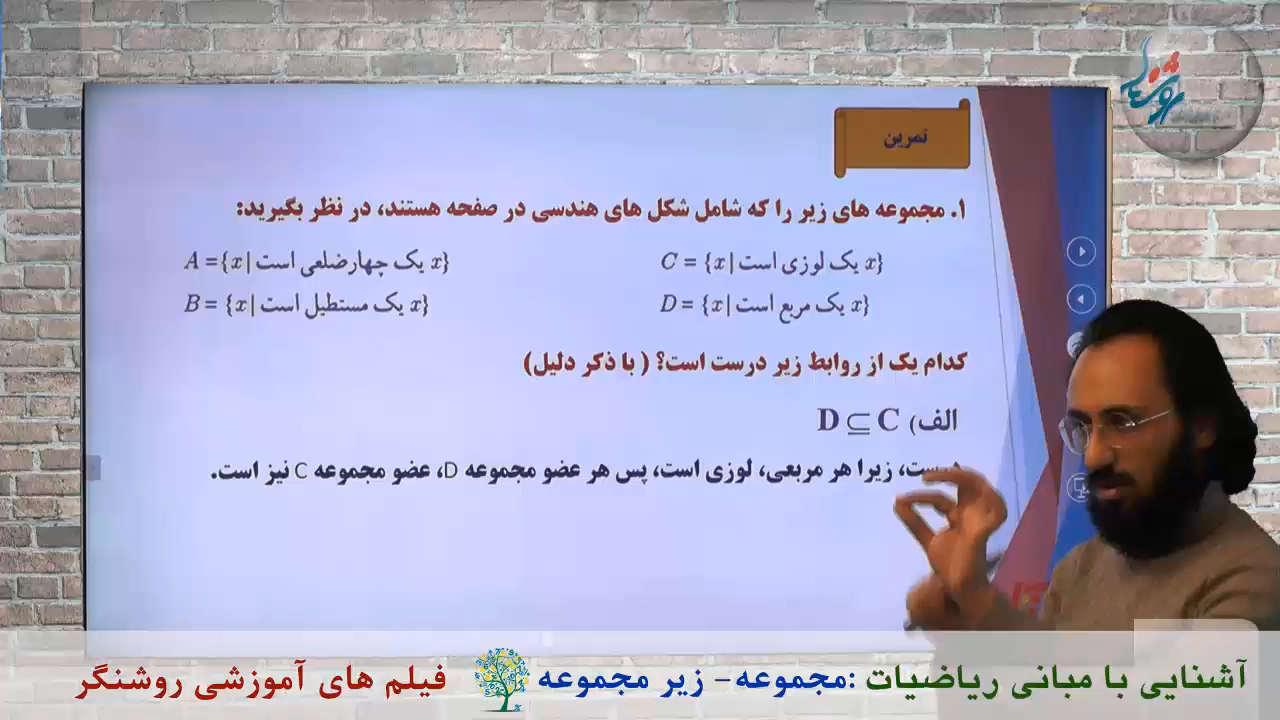 تمرین
۱. مجموعه های زیر را که شامل شکل های هندسی در صفحه هستند، در نظر بگیرید:
A = {x | یک چهارضلعی است x}
C = {x | یک لوزی است x}
B = {x | یک مستطیل است x}
D = {x | یک مربع است x}
کدام یک از روابط زیر درست است؟ ( با ذکر دلیل)
الف) D ⊆ C
درست، زیرا هر مربعی، لوزی است، پس هر عضو مجموعه D، عضو مجموعه C نیز است.
آشنایی با مبانی ریاضیات :مجموعه- زیر مجموعه فیلم های آموزشی روشنگر